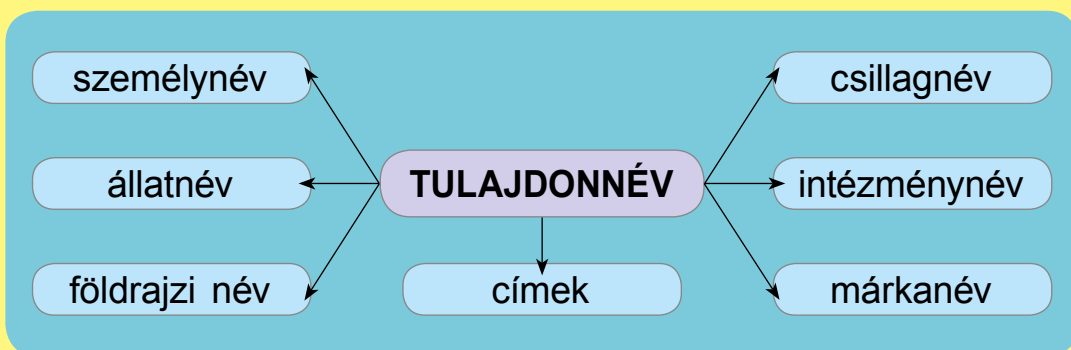 személynév
csillagnév
állatnév
TULAJDONNÉV
intézménynév
földrajzi név
címek
márkanév